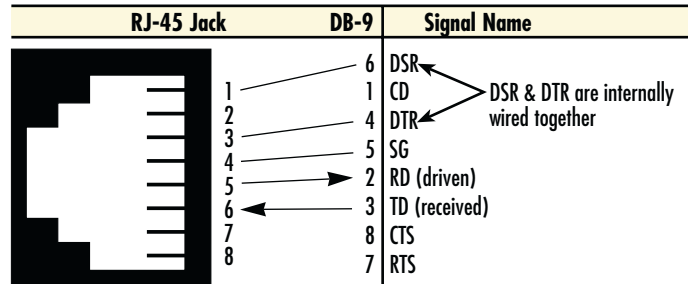 RJ-45 Jack DB-9 Signal Name
1 6 DSR
2 1 CD
3 4 DTR
4 5 SG
5 2 RD (driven)
6 3 TD (received)
7 8 CTS
8 7 RTS
DSR & DTR are internally
wired together